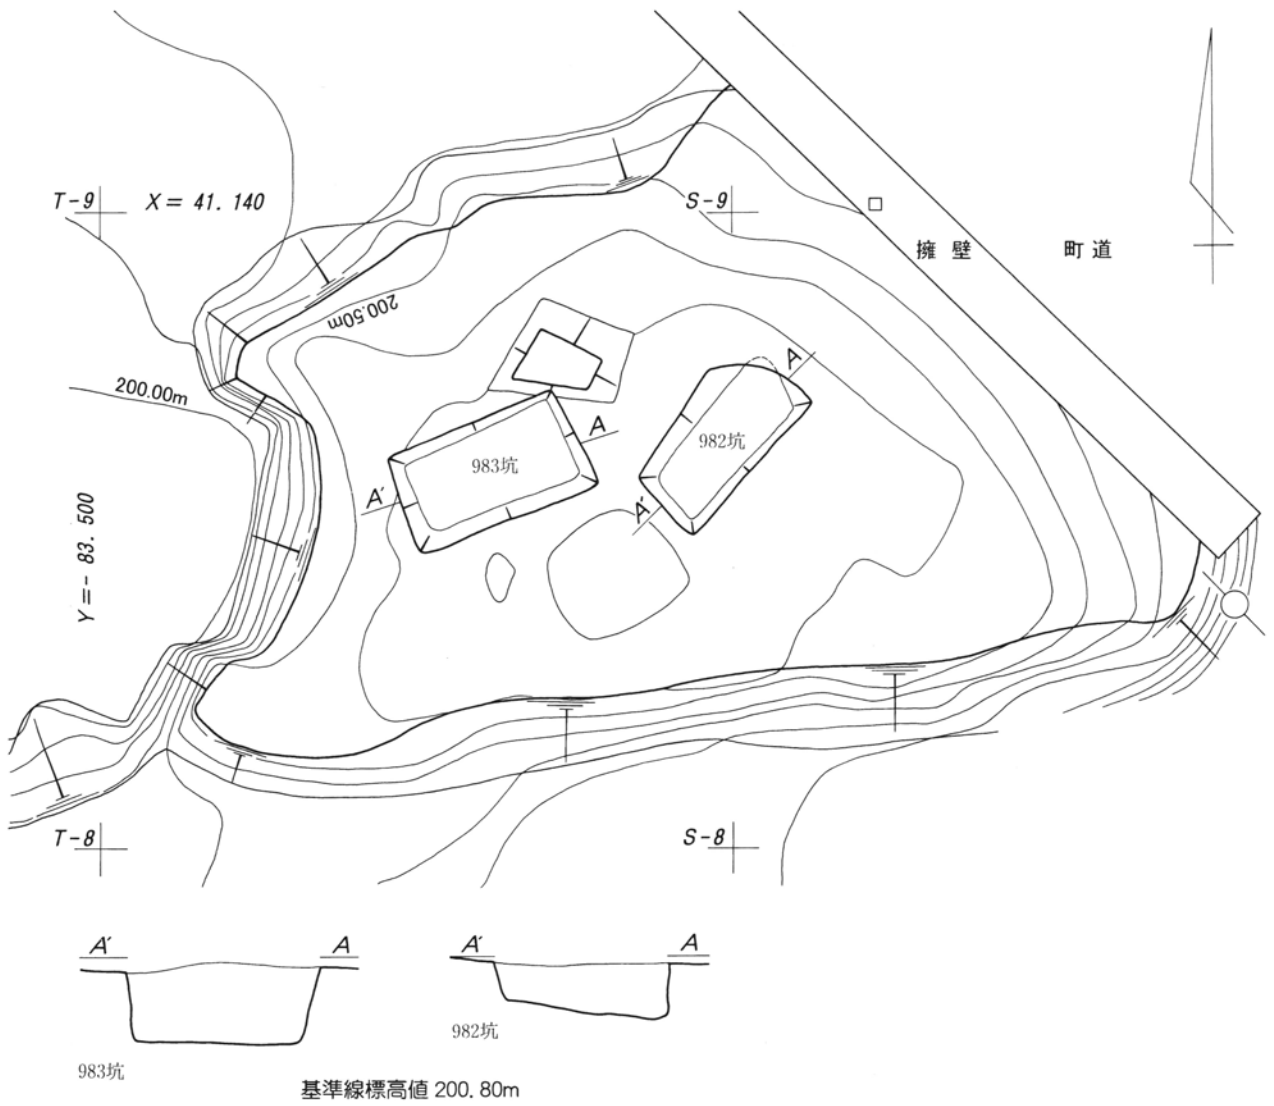 T-9
X= 41. 140
S-9
擁壁
町道
200.50m
200.00m
A
A
982坑
983坑
A'
A'
Y=- 83. 500
T-8
S-8
A'
A
A'
A
982坑
983坑
基準線標高値 200. 80m